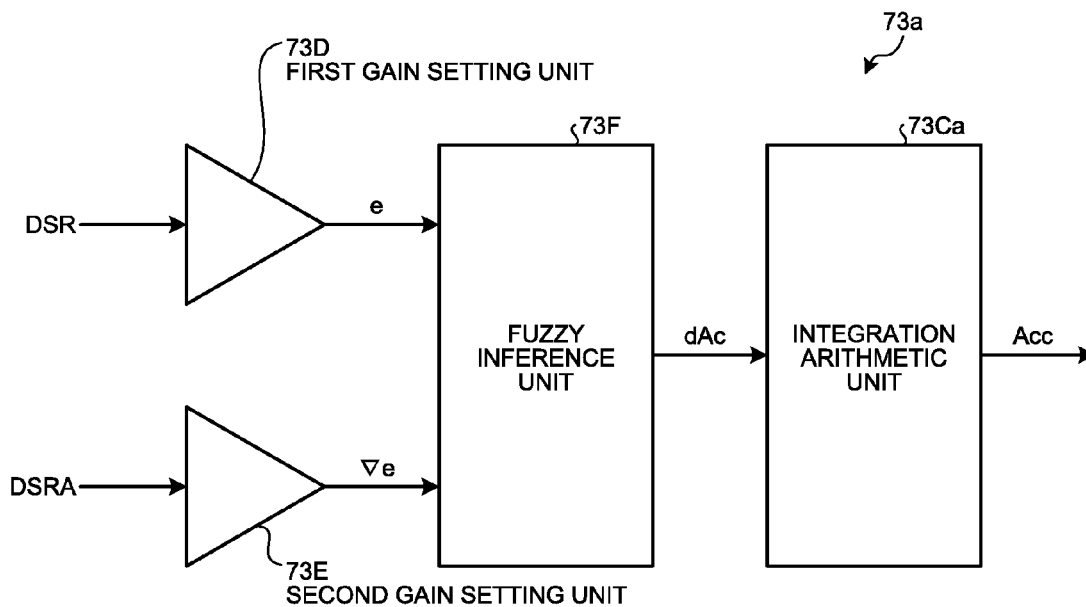 73a
73D
FIRST GAIN SETTING UNIT
73F
73Ca
DSR
e
FUZZY
INFERENCE
UNIT
dAc
INTEGRATION
ARITHMETIC
UNIT
Acc
DSRA
∇e
73E
SECOND GAIN SETTING UNIT